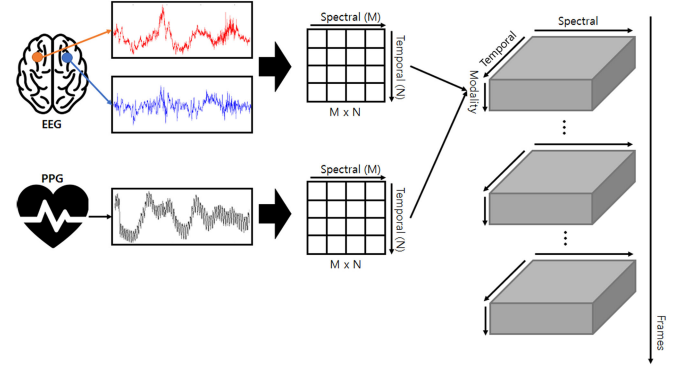 EEG
Spectral (M)
Temporal (N)
M x N
PPG
Spectral (M)
Temporal (N)
M x N
Spectral
Temporal
Modality
Frames